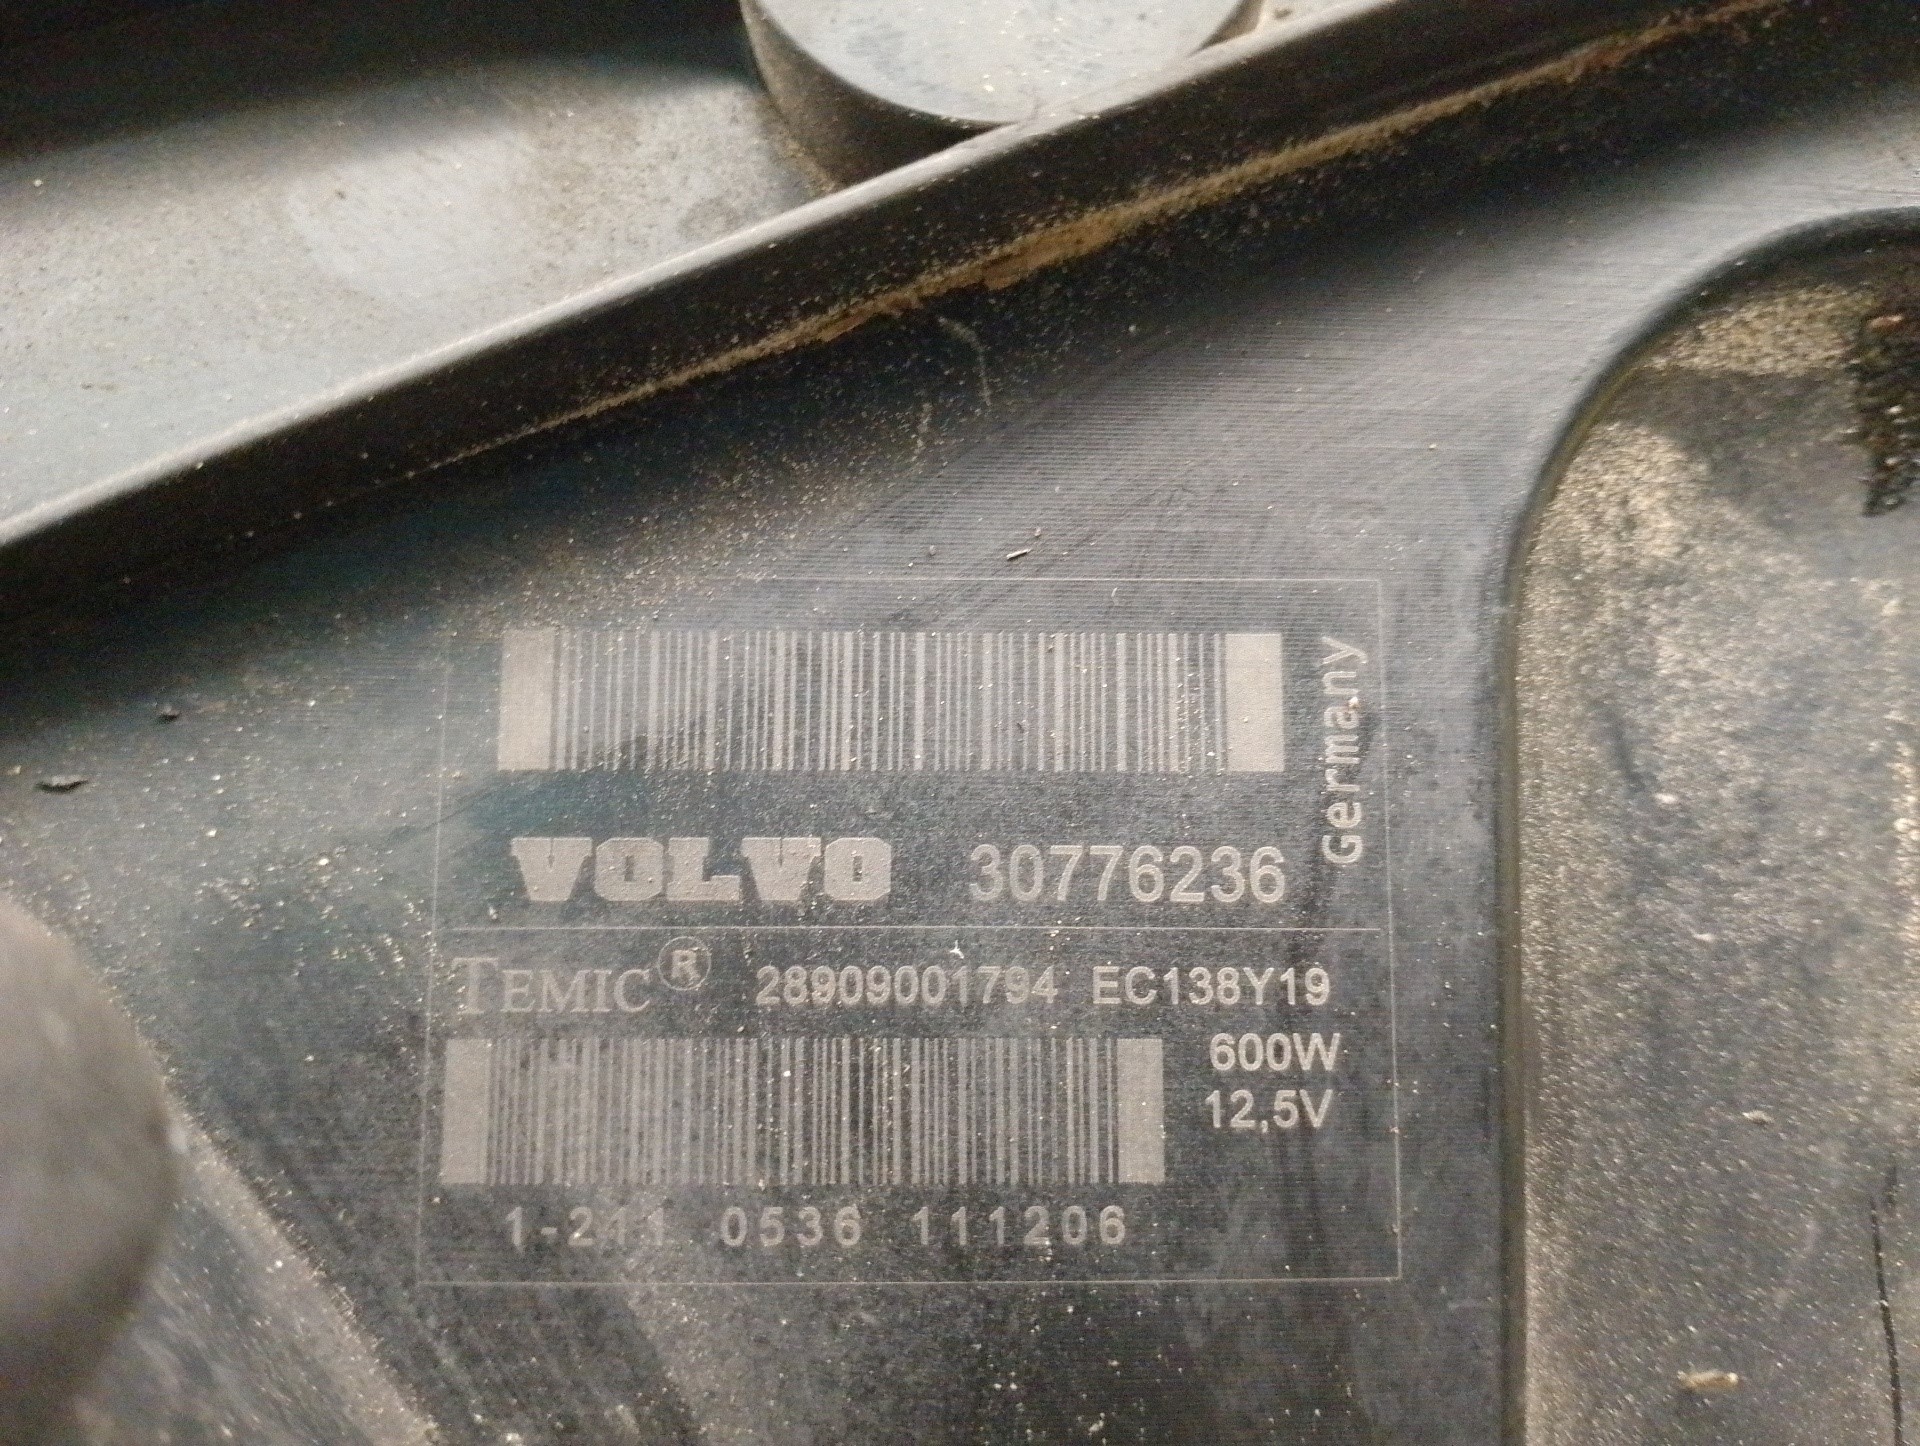 VOLVO 30776236
Germany
TEMIC® 28909001794 EC138Y19
600W
12,5V
1-211 0536 111206